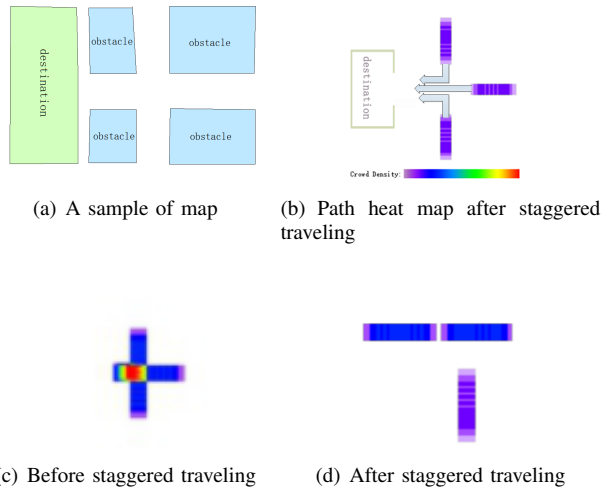 destination
obstacle
obstacle
obstacle
obstacle
(a) A sample of map
destination
Crowd Density:
(b) Path heat map after staggered
traveling
c) Before staggered traveling
(d) After staggered traveling